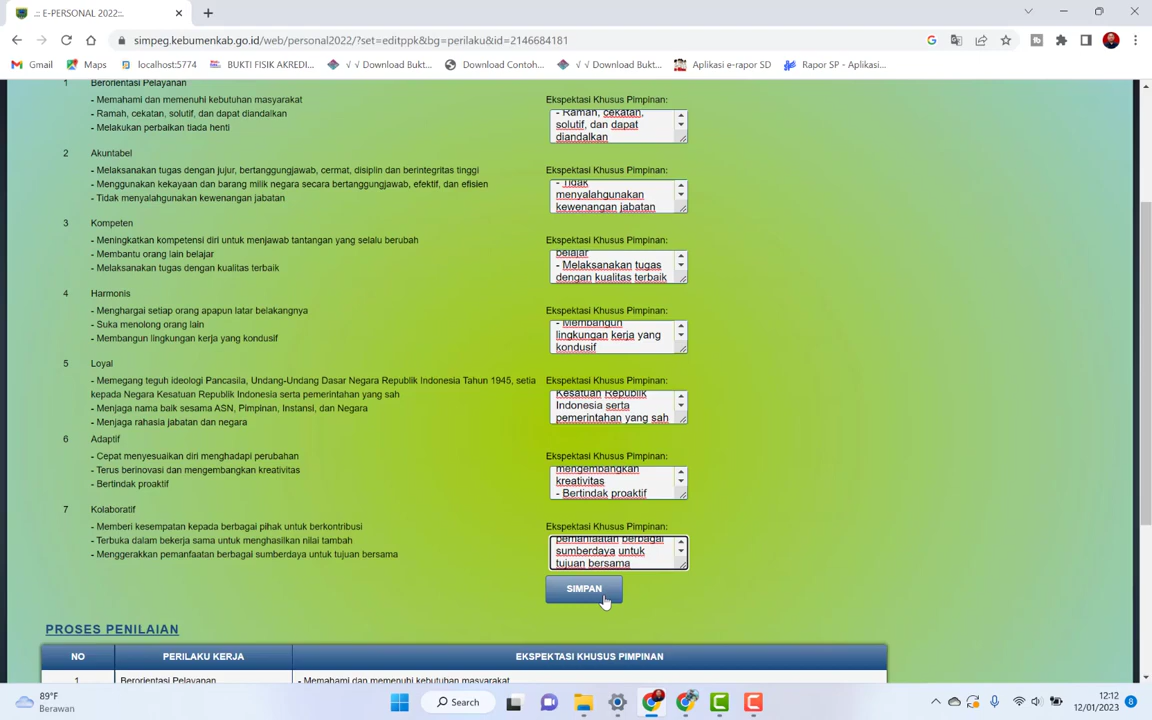 .:: E-PERSONAL 2022::.
simpeg.kebumenkab.go.id/web/personal2022/?set=editppk&bg=perilaku&id=2146684181
Gmail
Maps
localhost:5774
BUKTI FISIK AKREDI...
√ √ Download Bukt...
Download Contoh...
√ √ Download Bukt...
Aplikasi e-rapor SD
Rapor SP - Aplikasi...
1 Berorientasi Pelayanan
- Memahami dan memenuhi kebutuhan masyarakat
- Ramah, cekatan, solutif, dan dapat diandalkan
- Melakukan perbaikan tiada henti
Ekspektasi Khusus Pimpinan:
- Ramah, cekatan,
solutif, dan dapat
diandalkan
2 Akuntabel
- Melaksanakan tugas dengan jujur, bertanggungjawab, cermat, disiplin dan berintegritas tinggi
- Menggunakan kekayaan dan barang milik negara secara bertanggungjawab, efektif, dan efisien
- Tidak menyalahgunakan kewenangan jabatan
Ekspektasi Khusus Pimpinan:
- Tidak
menyalahgunakan
kewenangan jabatan
3 Kompeten
- Meningkatkan kompetensi diri untuk menjawab tantangan yang selalu berubah
- Membantu orang lain belajar
- Melaksanakan tugas dengan kualitas terbaik
Ekspektasi Khusus Pimpinan:
belajar
- Melaksanakan tugas
dengan kualitas terbaik
4 Harmonis
- Menghargai setiap orang apapun latar belakangnya
- Suka menolong orang lain
- Membangun lingkungan kerja yang kondusif
Ekspektasi Khusus Pimpinan:
- Membangun
lingkungan kerja yang
kondusif
5 Loyal
- Memegang teguh ideologi Pancasila, Undang-Undang Dasar Negara Republik Indonesia Tahun 1945, setia
kepada Negara Kesatuan Republik Indonesia serta pemerintahan yang sah
- Menjaga nama baik sesama ASN, Pimpinan, Instansi, dan Negara
- Menjaga rahasia jabatan dan negara
Ekspektasi Khusus Pimpinan:
Kesatuan Republik
Indonesia serta
pemerintahan yang sah
6 Adaptif
- Cepat menyesuaikan diri menghadapi perubahan
- Terus berinovasi dan mengembangkan kreativitas
- Bertindak proaktif
Ekspektasi Khusus Pimpinan:
mengembangkan
kreativitas
- Bertindak proaktif
7 Kolaboratif
- Memberi kesempatan kepada berbagai pihak untuk berkontribusi
- Terbuka dalam bekerja sama untuk menghasilkan nilai tambah
- Menggerakkan pemanfaatan berbagai sumberdaya untuk tujuan bersama
Ekspektasi Khusus Pimpinan:
pemanfaatan berbagai
sumberdaya untuk
tujuan bersama
SIMPAN
PROSES PENILAIAN
NO PERILAKU KERJA EKSPEKTASI KHUSUS PIMPINAN
1 Berorientasi Pelayanan - Memahami dan memenuhi kebutuhan masyarakat
89°F
Berawan
Search
12:12
12/01/2023
8